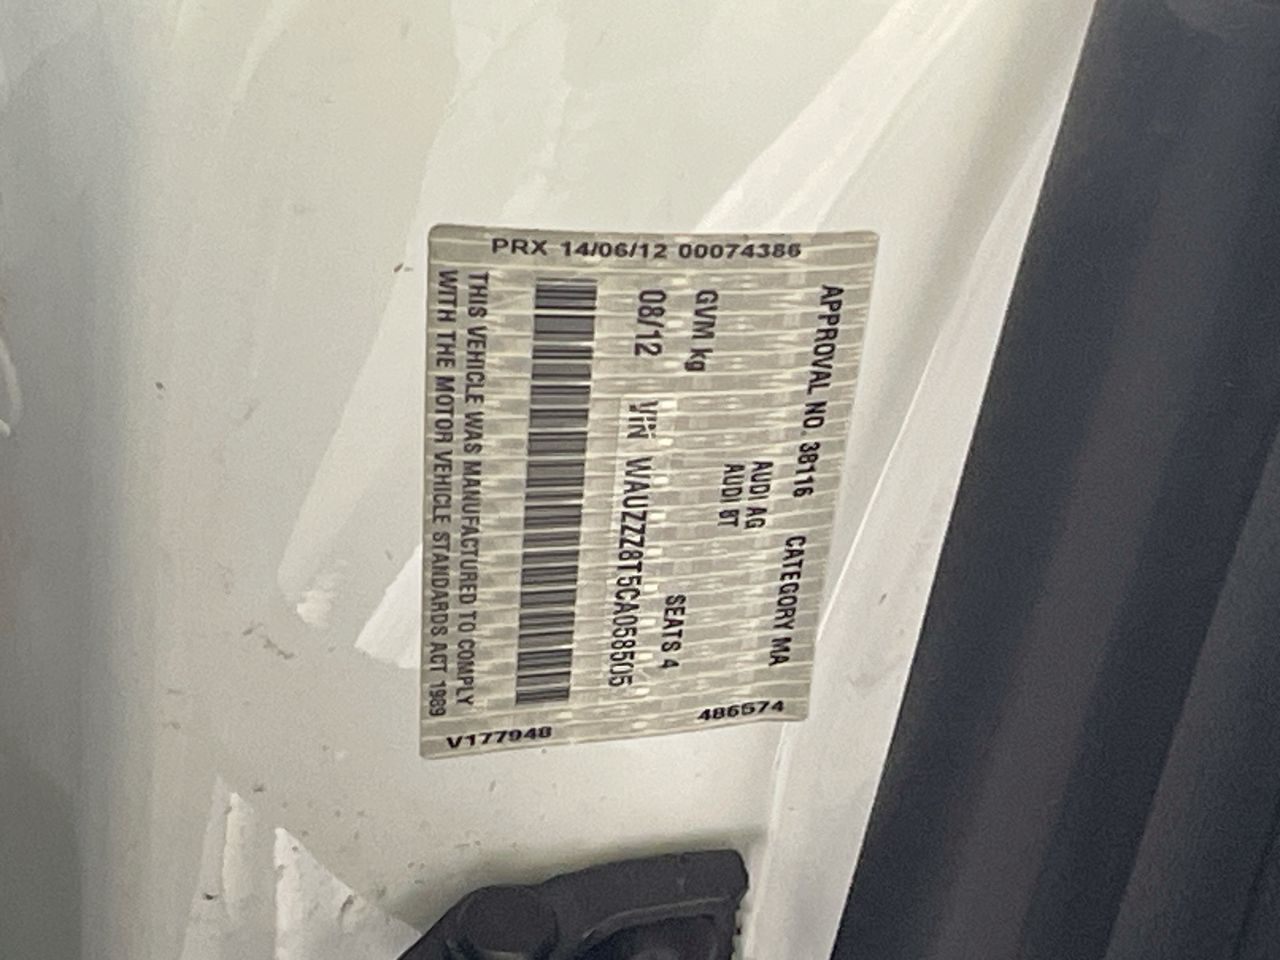 PRX 14/06/12 00074386
APPROVAL NO. 38116 CATEGORY MA
AUDI AG
AUDI 8T
GVM kg SEATS 4
08/12 VIN WAUZZZ8T5CA058505
THIS VEHICLE WAS MANUFACTURED TO COMPLY
WITH THE MOTOR VEHICLE STANDARDS ACT 1989
V177948 486574